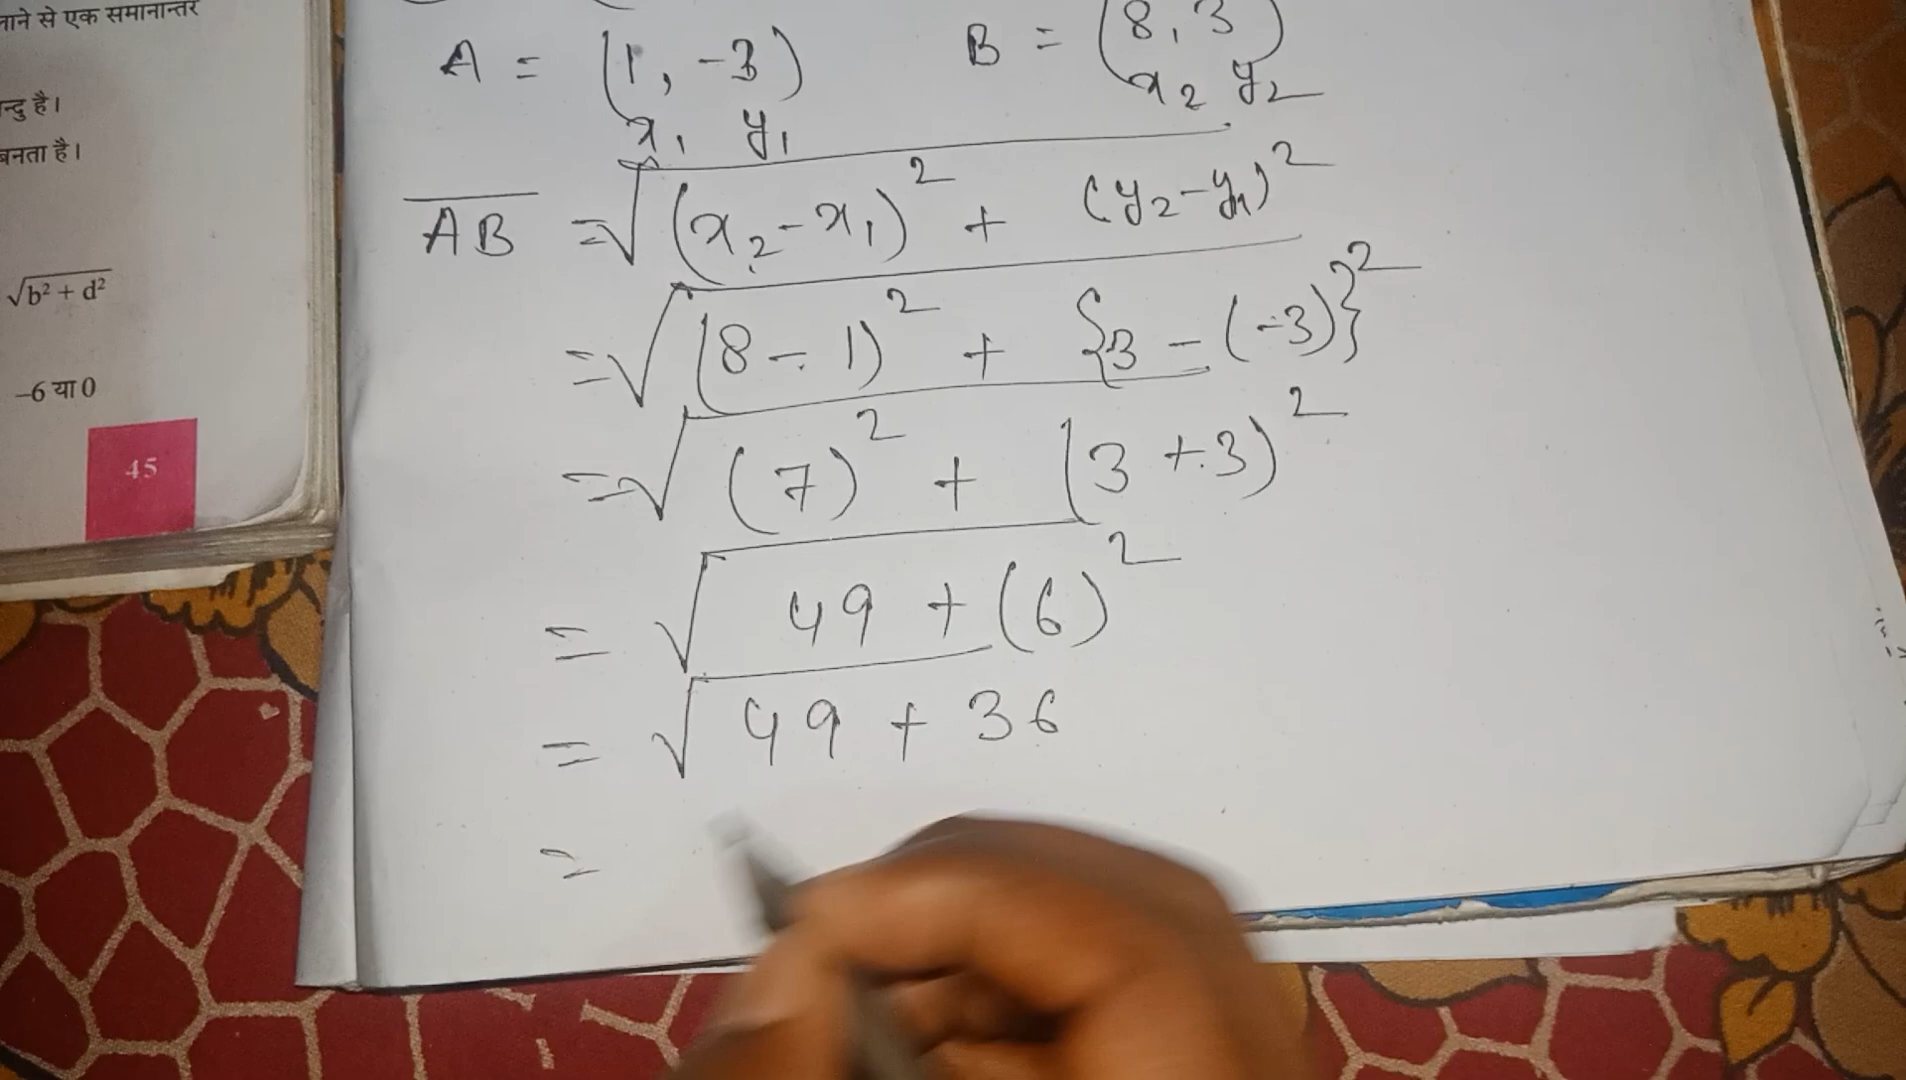 नाने से एक समानान्तर
न्दु है।
बनता है।
√b² + d²
–6 या 0
45
A = (1, -3) B = (8, 3)
x₁ y₁ x₂ y₂
AB = √(x₂-x₁)² + (y₂-y₁)²
= √(8-1)² + {3-(-3)}²
= √(7)² + (3+3)²
= √49 + (6)²
= √49 + 36
=